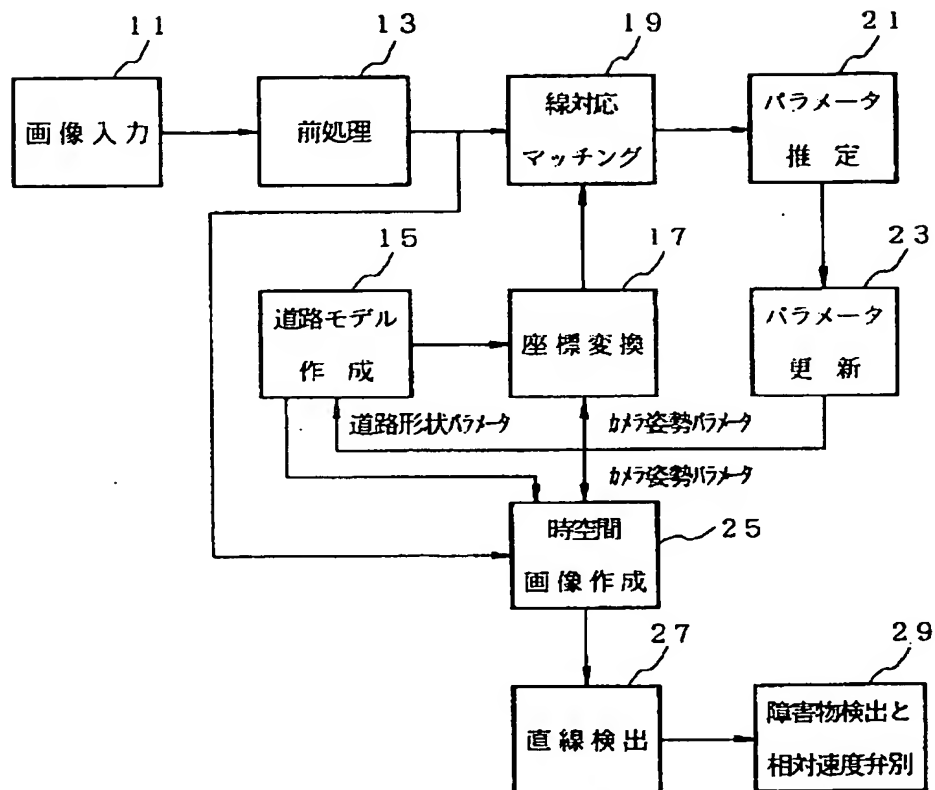 11
13
19
21
画像入力
前処理
線対応
マッチング
パラメータ
推定
15
17
23
道路モデル
作成
座標変換
パラメータ
更新
道路形状パラメータ
カメラ姿勢パラメータ
カメラ姿勢パラメータ
時空間
画像作成
25
27
29
直線検出
障害物検出と
相対速度弁別